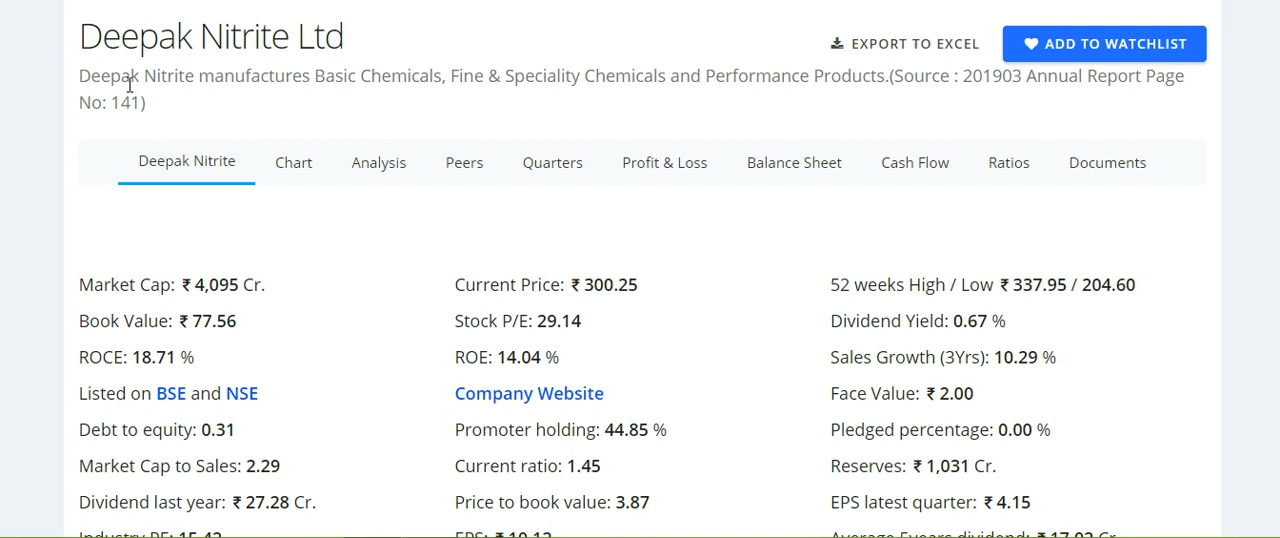 Deepak Nitrite Ltd
EXPORT TO EXCEL
ADD TO WATCHLIST
Deepak Nitrite manufactures Basic Chemicals, Fine & Speciality Chemicals and Performance Products.(Source : 201903 Annual Report Page
No: 141)
Deepak Nitrite Chart Analysis Peers Quarters Profit & Loss Balance Sheet Cash Flow Ratios Documents
Market Cap: ₹ 4,095 Cr. Current Price: ₹ 300.25 52 weeks High / Low ₹ 337.95 / 204.60
Book Value: ₹ 77.56 Stock P/E: 29.14 Dividend Yield: 0.67 %
ROCE: 18.71 % ROE: 14.04 % Sales Growth (3Yrs): 10.29 %
Listed on BSE and NSE Company Website Face Value: ₹ 2.00
Debt to equity: 0.31 Promoter holding: 44.85 % Pledged percentage: 0.00 %
Market Cap to Sales: 2.29 Current ratio: 1.45 Reserves: ₹ 1,031 Cr.
Dividend last year: ₹ 27.28 Cr. Price to book value: 3.87 EPS latest quarter: ₹ 4.15
Industry PE: EPS: Average 5years dividend: ₹